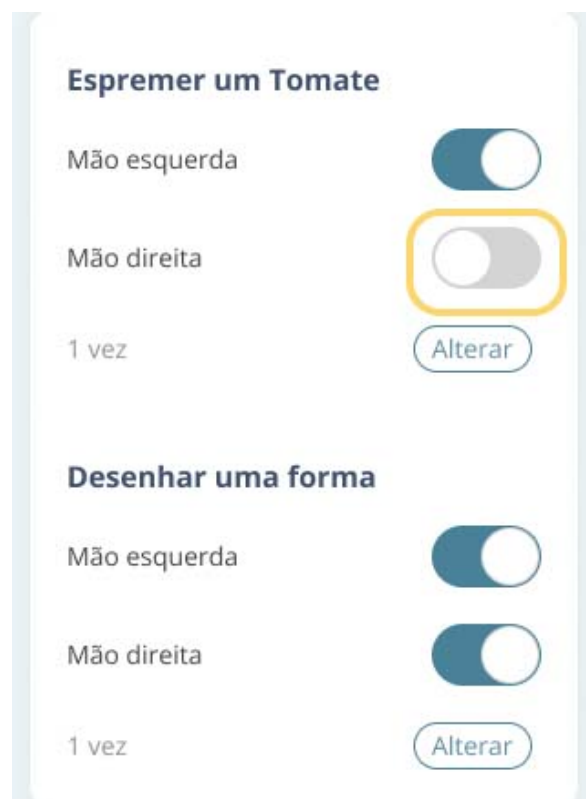 Espremer um Tomate
Mão esquerda
Mão direita
1 vez
Alterar
Desenhar uma forma
Mão esquerda
Mão direita
1 vez
Alterar